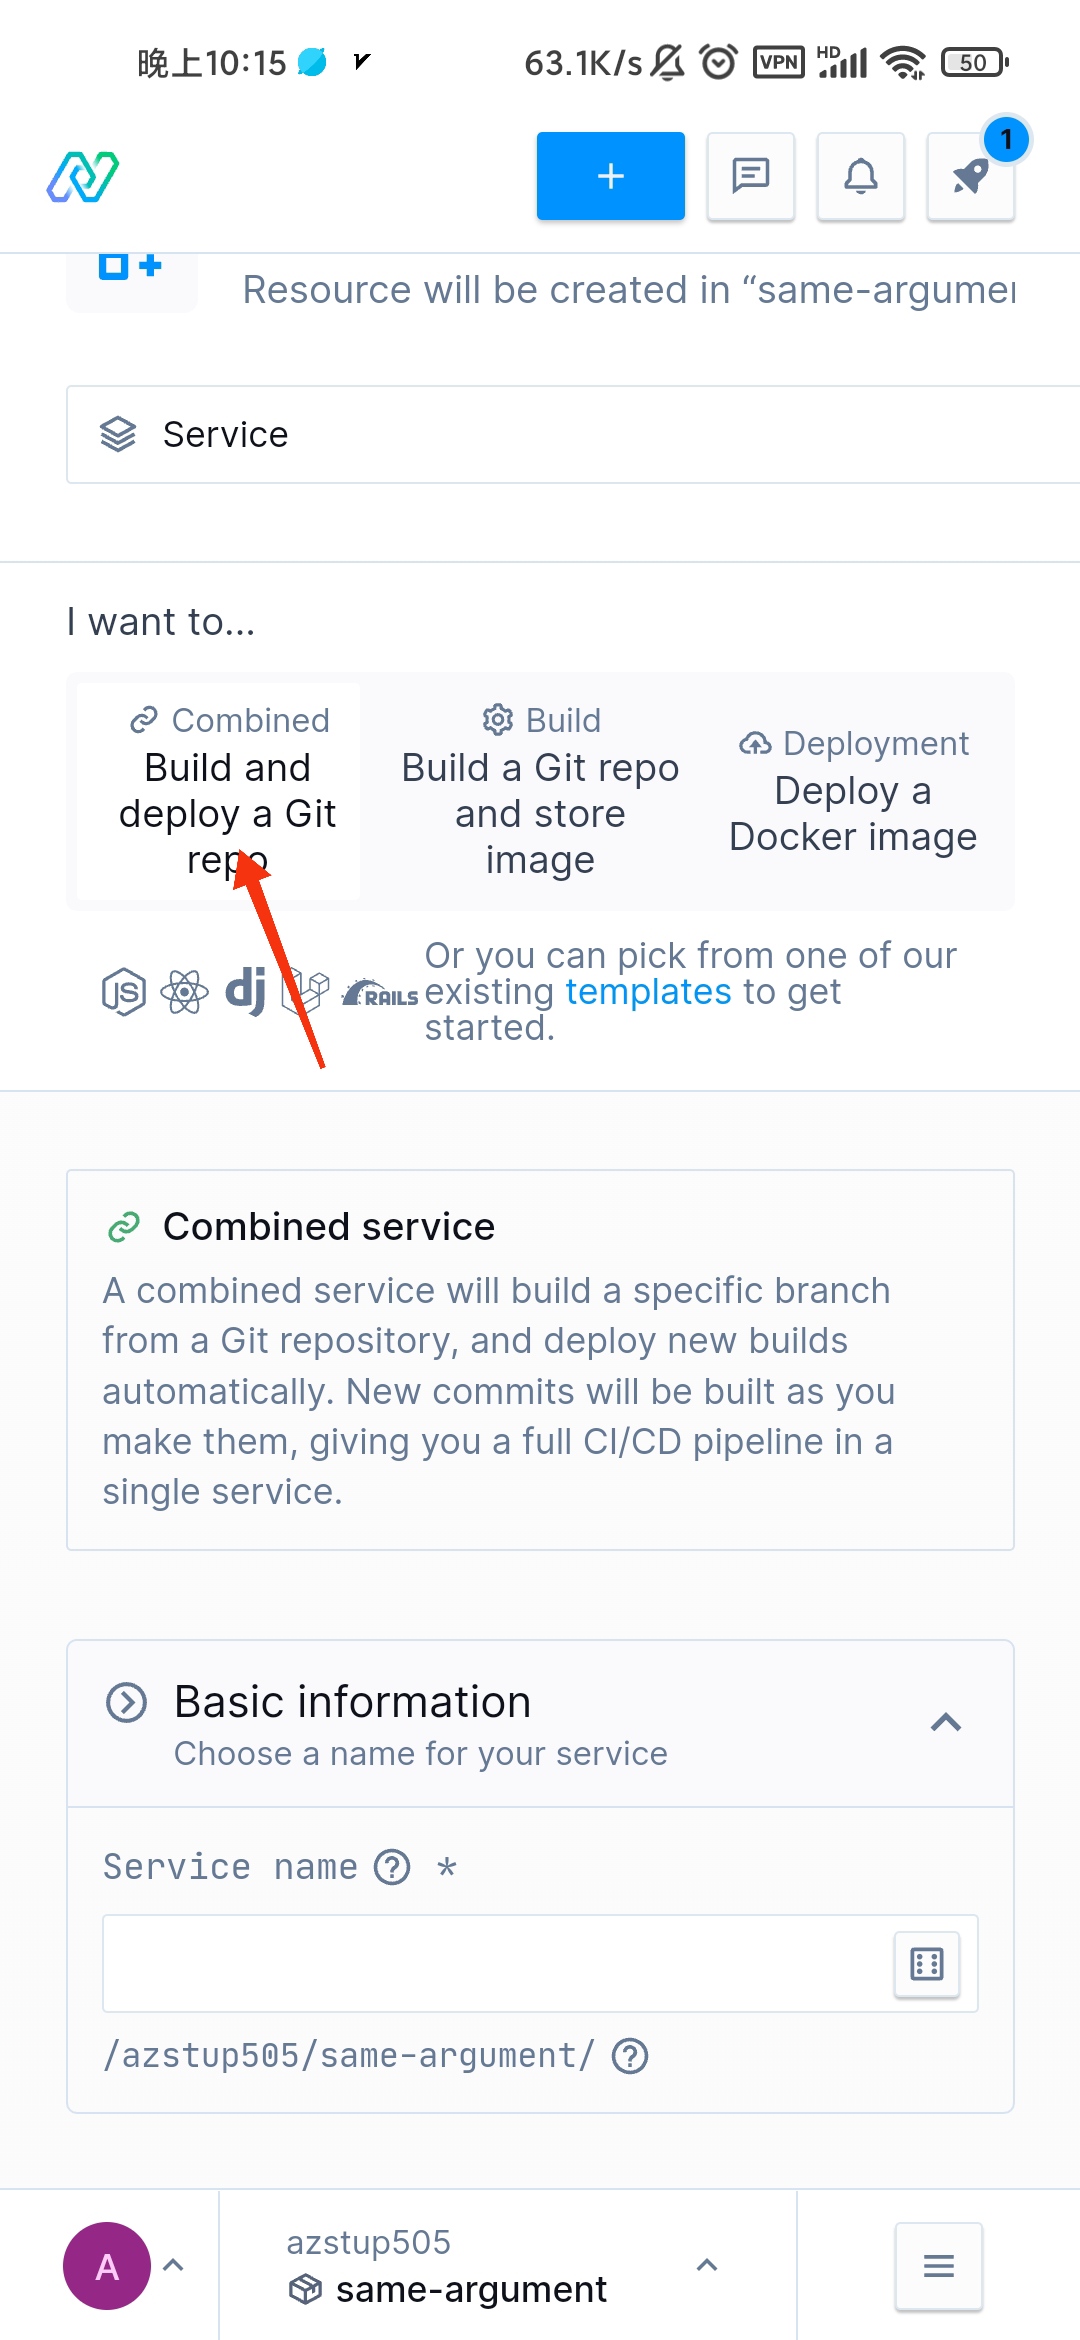 晚上10:15
63.1K/s
VPN
HD
50
1
Resource will be created in “same-argumen
Service
I want to...
Combined
Build and
deploy a Git
repo
Build
Build a Git repo
and store
image
Deployment
Deploy a
Docker image
JS
dj
RAILS
Or you can pick from one of our
existing templates to get
started.
Combined service
A combined service will build a specific branch
from a Git repository, and deploy new builds
automatically. New commits will be built as you
make them, giving you a full CI/CD pipeline in a
single service.
Basic information
Choose a name for your service
Service name ? *
/azstup505/same-argument/ ?
A
azstup505
same-argument